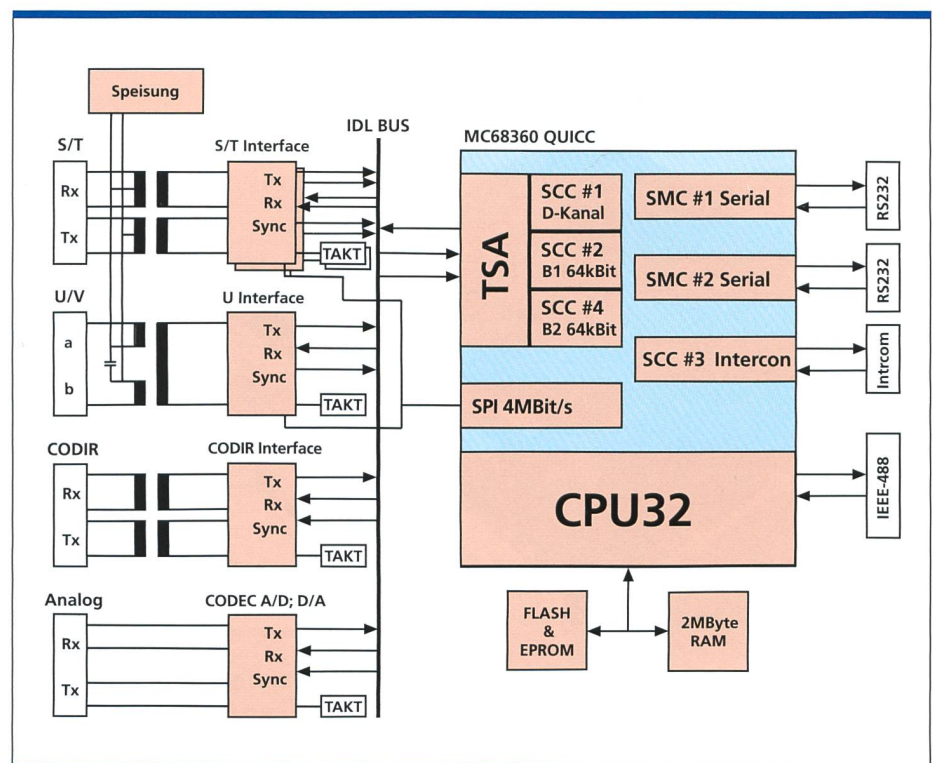 Speisung
IDL BUS
S/T
S/T Interface
Rx
Tx
Tx
Rx
Sync
TAKT
U/V
U Interface
a
b
Tx
Rx
Sync
TAKT
CODIR
CODIR Interface
Rx
Tx
Tx
Rx
Sync
TAKT
Analog
CODEC A/D; D/A
Rx
Tx
Tx
Rx
Sync
TAKT
MC68360 QUICC
TSA
SCC #1
D-Kanal
SCC #2
B1 64kBit
SCC #4
B2 64kBit
SMC #1 Serial
SMC #2 Serial
SCC #3 Intercon
SPI 4MBit/s
CPU32
RS232
RS232
Intrcom
IEEE-488
FLASH
&
EPROM
2MByte
RAM